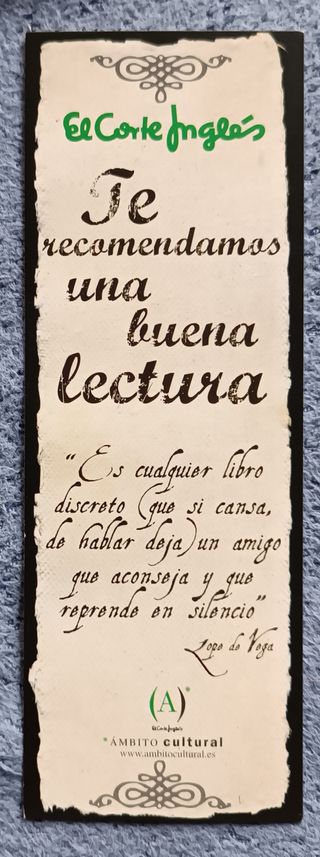 El Corte Inglés
Te
recomendamos
una
buena
lectura
“Es cualquier libro
discreto (que si cansa,
de hablar deja) un amigo
que aconseja y que
reprende en silencio”
Lope de Vega
(A)*
El Corte Inglés
*ÁMBITO cultural
www.ambitocultural.es